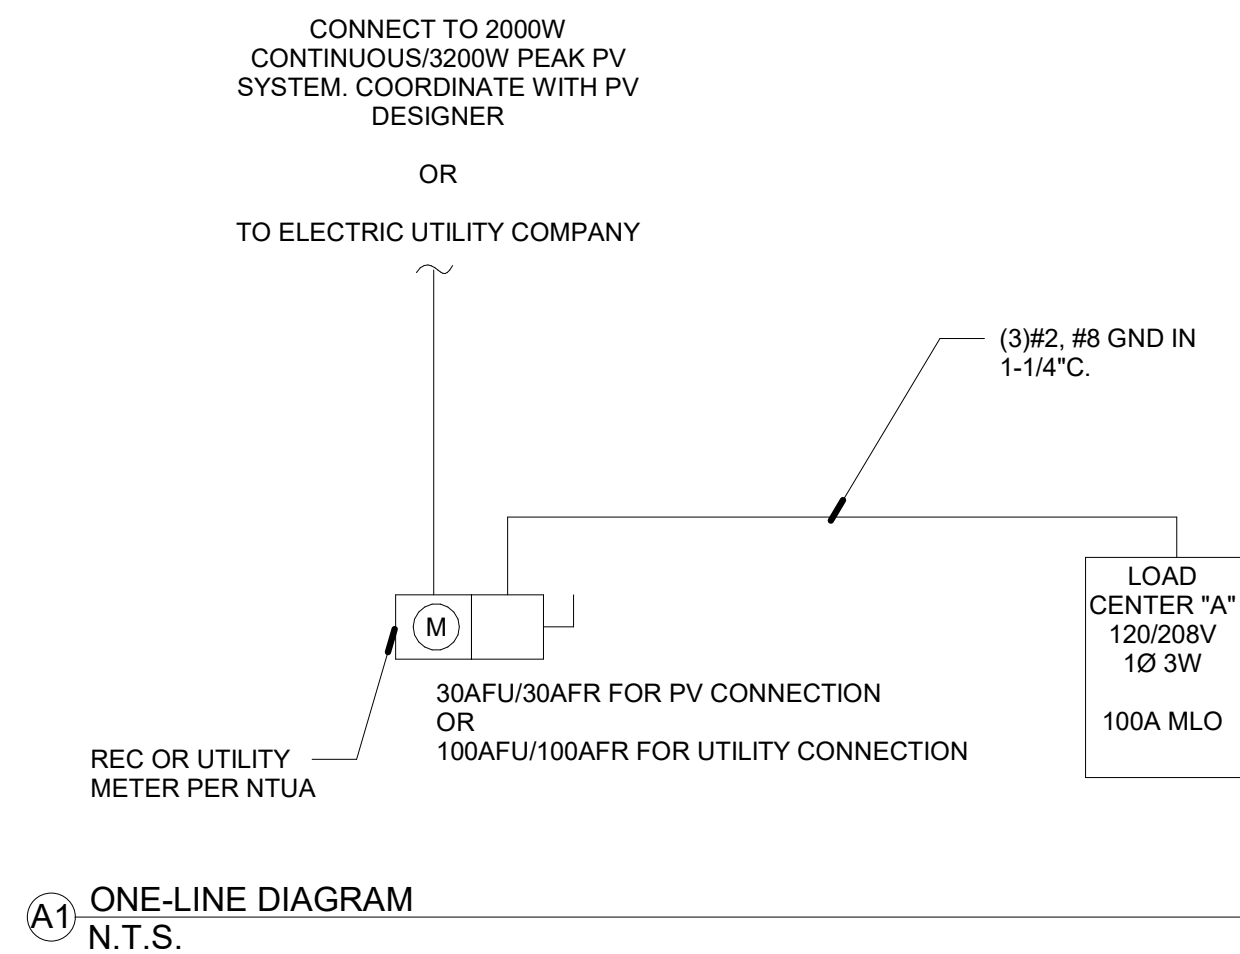 CONNECT TO 2000W
CONTINUOUS/3200W PEAK PV
SYSTEM. COORDINATE WITH PV
DESIGNER
OR
TO ELECTRIC UTILITY COMPANY
(3)#2, #8 GND IN
1-1/4"C.
M
LOAD
CENTER "A"
120/208V
1Ø 3W
100A MLO
30AFU/30AFR FOR PV CONNECTION
OR
100AFU/100AFR FOR UTILITY CONNECTION
REC OR UTILITY
METER PER NTUA
A1
ONE-LINE DIAGRAM
N.T.S.